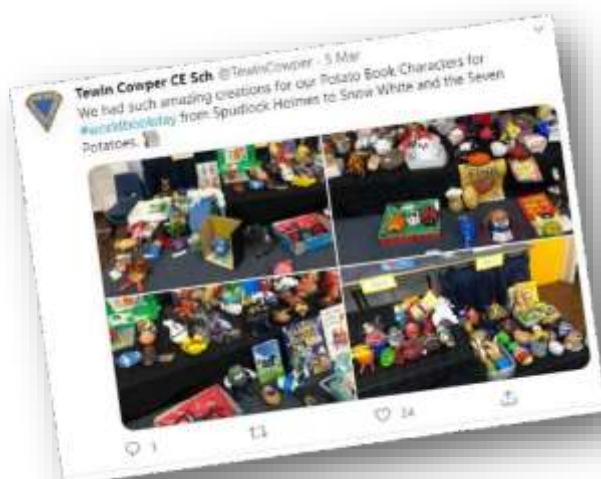 Tewin Cowper CE Sch @TewinCowper · 5 Mar
We had such amazing creations for our Potato Book Characters for
#worldbookday from Spudlock Holmes to Snow White and the Seven
Potatoes.
1
24